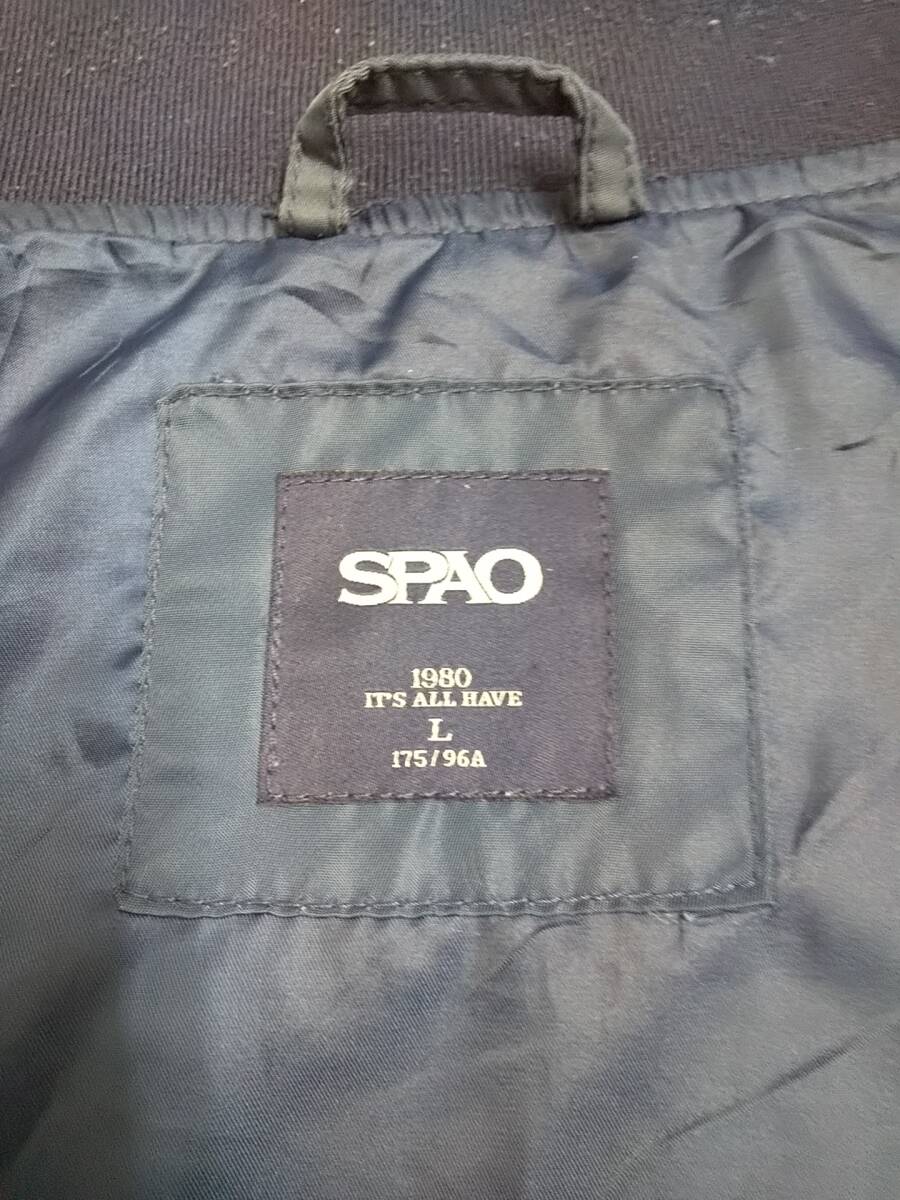 SPAO
1980
IT'S ALL HAVE
L
175/96A